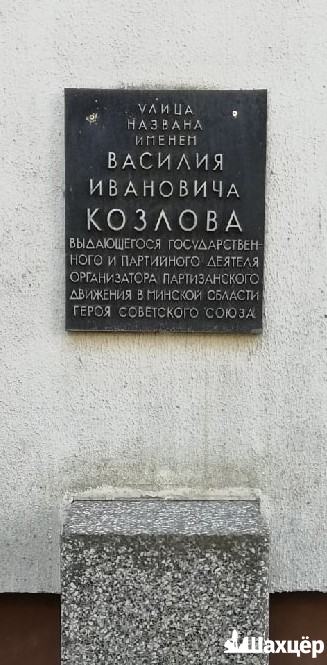 УЛИЦА
НАЗВАНА
ИМЕНЕМ
ВАСИЛИЯ
ИВАНОВИЧА
КОЗЛОВА
ВЫДАЮЩЕГОСЯ ГОСУДАРСТВЕН-
НОГО И ПАРТИЙНОГО ДЕЯТЕЛЯ
ОРГАНИЗАТОРА ПАРТИЗАНСКОГО
ДВИЖЕНИЯ В МИНСКОЙ ОБЛАСТИ
ГЕРОЯ СОВЕТСКОГО СОЮЗА
Шахцёр